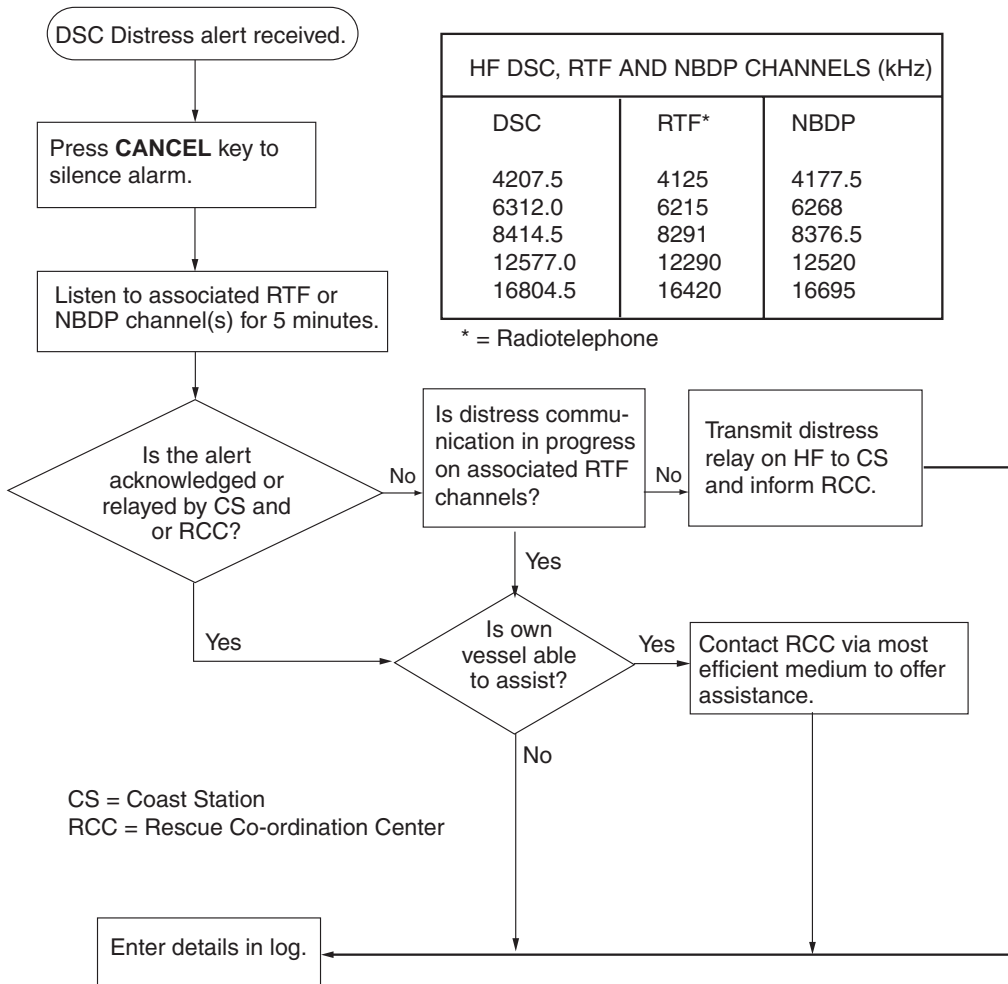 DSC Distress alert received.
Press CANCEL key to
silence alarm.
Listen to associated RTF or
NBDP channel(s) for 5 minutes.
HF DSC, RTF AND NBDP CHANNELS (kHz)
DSC RTF* NBDP
4207.5 4125 4177.5
6312.0 6215 6268
8414.5 8291 8376.5
12577.0 12290 12520
16804.5 16420 16695
* = Radiotelephone
Is the alert
acknowledged or
relayed by CS and
or RCC?
No
Is distress commu-
nication in progress
on associated RTF
channels?
No
Transmit distress
relay on HF to CS
and inform RCC.
Yes
Yes
Is own
vessel able
to assist?
Yes
Contact RCC via most
efficient medium to offer
assistance.
No
CS = Coast Station
RCC = Rescue Co-ordination Center
Enter details in log.